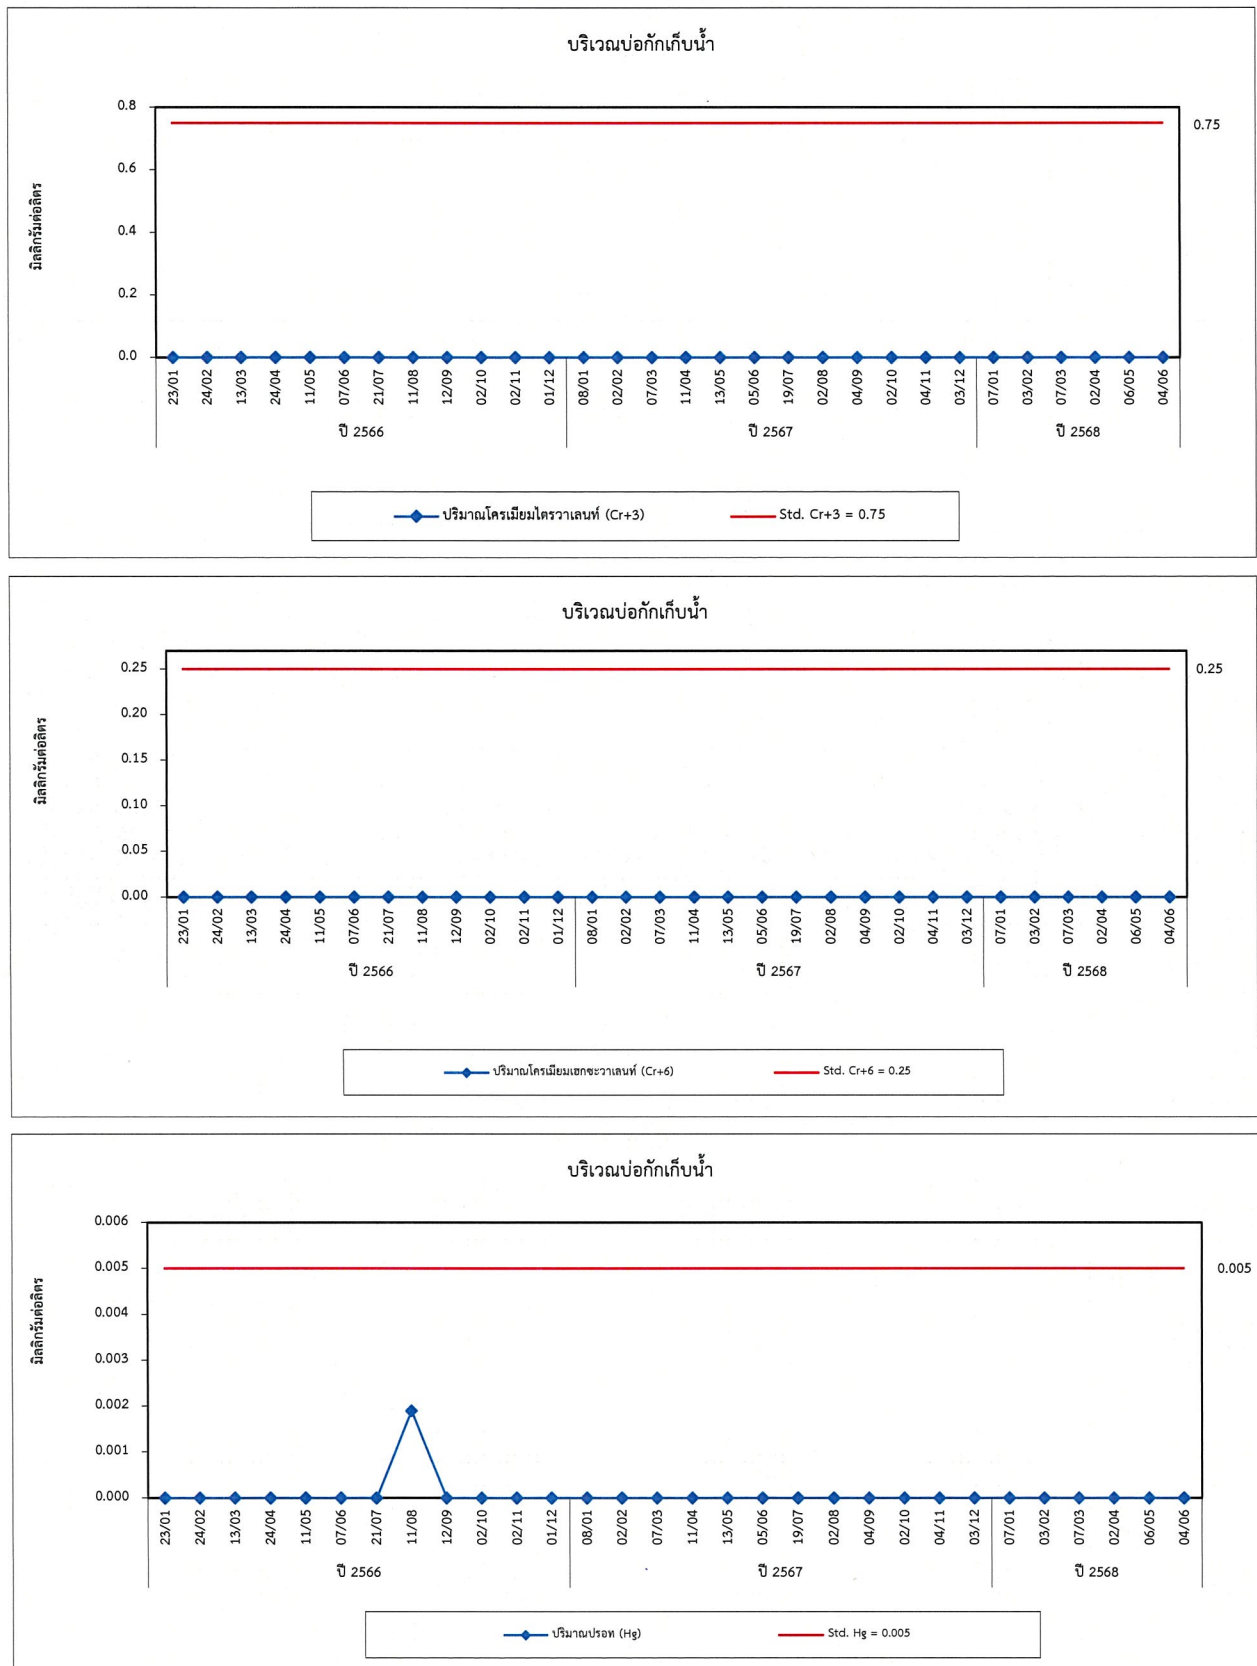 บริเวณบ่อกักเก็บน้ำ
มิลลิกรัมต่อลิตร
0.8
0.6
0.4
0.2
0.0
0.75
23/01 24/02 13/03 24/04 11/05 07/06 21/07 11/08 12/09 02/10 02/11 01/12 08/01 02/02 07/03 11/04 13/05 05/06 19/07 02/08 04/09 02/10 04/11 03/12 07/01 03/02 07/03 02/04 06/05 04/06
ปี 2566 ปี 2567 ปี 2568
ปริมาณโครเมียมไตรวาเลนท์ (Cr+3) Std. Cr+3 = 0.75
บริเวณบ่อกักเก็บน้ำ
มิลลิกรัมต่อลิตร
0.25
0.20
0.15
0.10
0.05
0.00
0.25
23/01 24/02 13/03 24/04 11/05 07/06 21/07 11/08 12/09 02/10 02/11 01/12 08/01 02/02 07/03 11/04 13/05 05/06 19/07 02/08 04/09 02/10 04/11 03/12 07/01 03/02 07/03 02/04 06/05 04/06
ปี 2566 ปี 2567 ปี 2568
ปริมาณโครเมียมเฮกซะวาเลนท์ (Cr+6) Std. Cr+6 = 0.25
บริเวณบ่อกักเก็บน้ำ
มิลลิกรัมต่อลิตร
0.006
0.005
0.004
0.003
0.002
0.001
0.000
0.005
23/01 24/02 13/03 24/04 11/05 07/06 21/07 11/08 12/09 02/10 02/11 01/12 08/01 02/02 07/03 11/04 13/05 05/06 19/07 02/08 04/09 02/10 04/11 03/12 07/01 03/02 07/03 02/04 06/05 04/06
ปี 2566 ปี 2567 ปี 2568
ปริมาณปรอท (Hg) Std. Hg = 0.005